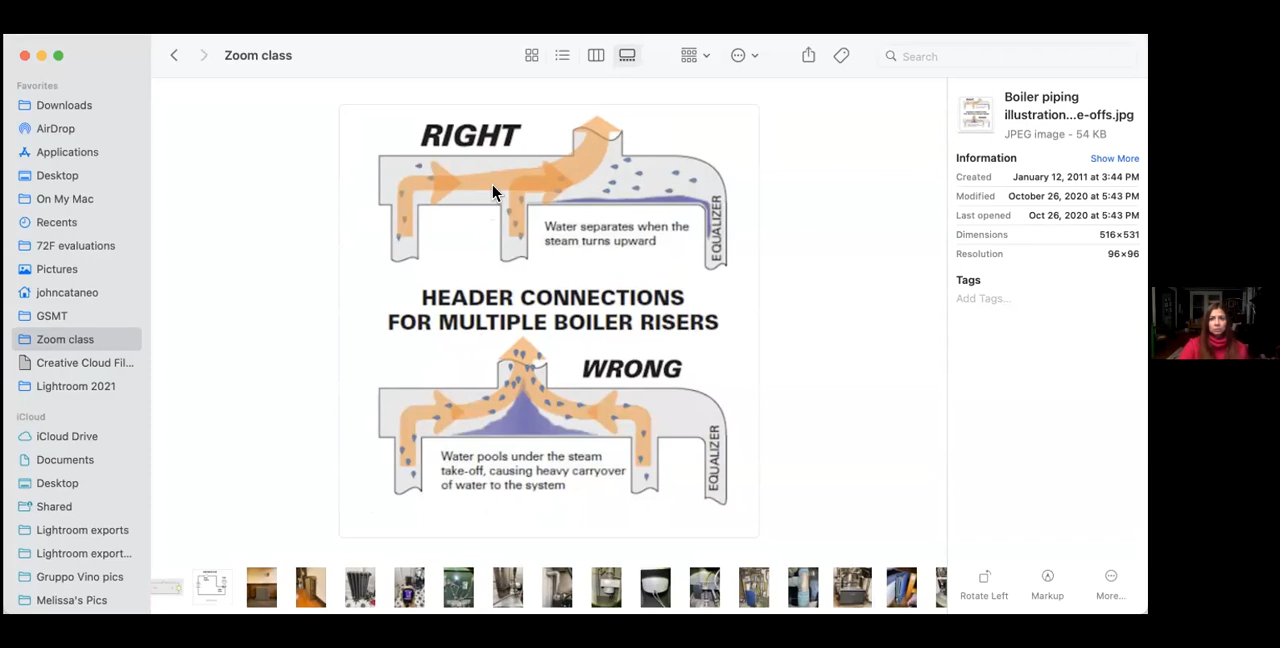 Zoom class
Search
Favorites
Downloads
AirDrop
Applications
Desktop
On My Mac
Recents
72F evaluations
Pictures
johncataneo
GSMT
Zoom class
Creative Cloud Fil...
Lightroom 2021
iCloud
iCloud Drive
Documents
Desktop
Shared
Lightroom exports
Lightroom export...
Gruppo Vino pics
Melissa's Pics
RIGHT
Water separates when the
steam turns upward
EQUALIZER
HEADER CONNECTIONS
FOR MULTIPLE BOILER RISERS
WRONG
Water pools under the steam
take-off, causing heavy carryover
of water to the system
EQUALIZER
Boiler piping
illustration...e-offs.jpg
JPEG image - 54 KB
Information Show More
Created January 12, 2011 at 3:44 PM
Modified October 26, 2020 at 5:43 PM
Last opened Oct 26, 2020 at 5:43 PM
Dimensions 516×531
Resolution 96×96
Tags
Add Tags...
Rotate Left Markup More...